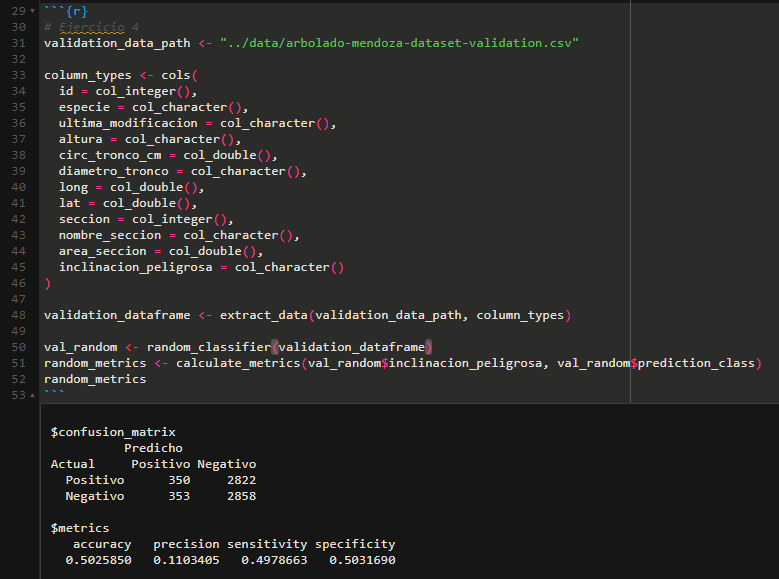 29 ```{r}
30 # Ejercicio 4
31 validation_data_path <- "../data/arbolado-mendoza-dataset-validation.csv"
32
33 column_types <- cols(
34   id = col_integer(),
35   especie = col_character(),
36   ultima_modificacion = col_character(),
37   altura = col_character(),
38   circ_tronco_cm = col_double(),
39   diametro_tronco = col_character(),
40   long = col_double(),
41   lat = col_double(),
42   seccion = col_integer(),
43   nombre_seccion = col_character(),
44   area_seccion = col_double(),
45   inclinacion_peligrosa = col_character()
46 )
47
48 validation_dataframe <- extract_data(validation_data_path, column_types)
49
50 val_random <- random_classifier(validation_dataframe)
51 random_metrics <- calculate_metrics(val_random$inclinacion_peligrosa, val_random$prediction_class)
52 random_metrics
53 ```
$confusion_matrix
          Predicho
Actual     Positivo Negativo
  Positivo      350     2822
  Negativo      353     2858
$metrics
   accuracy   precision sensitivity specificity
  0.5025850   0.1103405   0.4978663   0.5031690